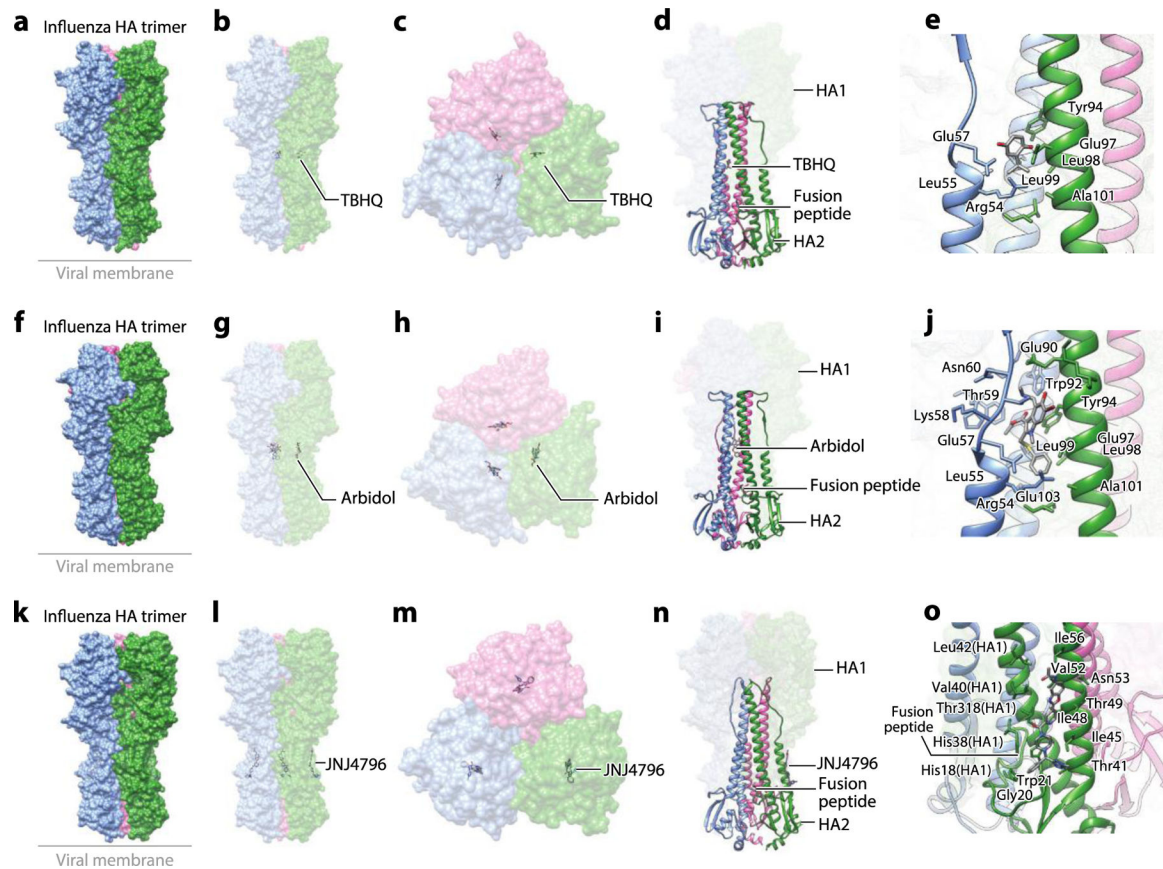 a
Influenza HA trimer
Viral membrane
b
TBHQ
c
TBHQ
d
HA1
TBHQ
Fusion
peptide
HA2
e
Tyr94
Glu57
Glu97
Leu98
Leu55
Leu99
Arg54
Ala101
f
Influenza HA trimer
Viral membrane
g
Arbidol
h
Arbidol
i
HA1
Arbidol
Fusion peptide
HA2
j
Glu90
Asn60
Trp92
Thr59
Tyr94
Lys58
Glu57
Glu97
Leu99
Leu98
Leu55
Ala101
Glu103
Arg54
k
Influenza HA trimer
Viral membrane
l
JNJ4796
m
JNJ4796
n
HA1
JNJ4796
Fusion
peptide
HA2
o
Ile56
Leu42(HA1)
Val52
Asn53
Val40(HA1)
Thr318(HA1)
Thr49
Ile48
Fusion
peptide
His38(HA1)
Ile45
His18(HA1)
Thr41
Trp21
Gly20